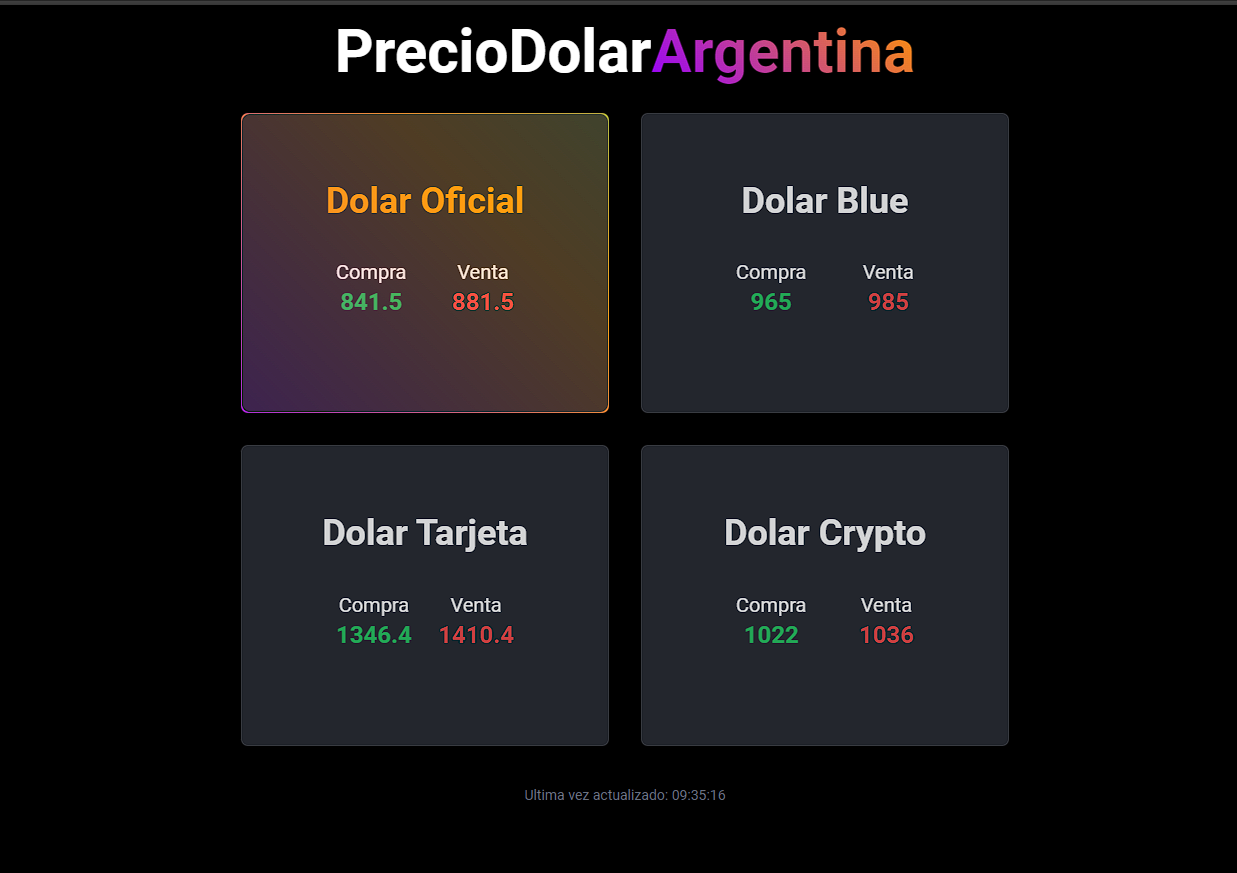 PrecioDolarArgentina
Dolar Oficial
Compra Venta
841.5 881.5
Dolar Blue
Compra Venta
965 985
Dolar Tarjeta
Compra Venta
1346.4 1410.4
Dolar Crypto
Compra Venta
1022 1036
Ultima vez actualizado: 09:35:16